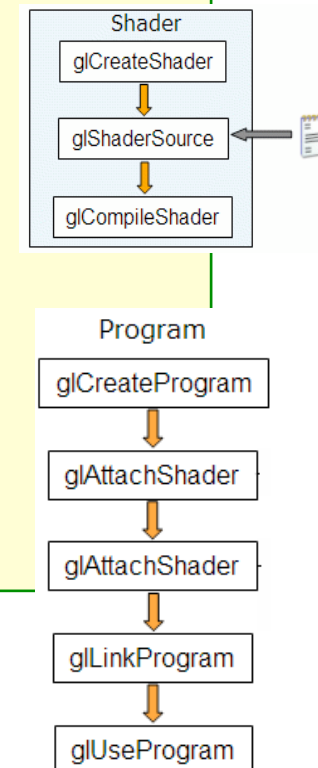 Shader
glCreateShader
glShaderSource
glCompileShader
Program
glCreateProgram
glAttachShader
glAttachShader
glLinkProgram
glUseProgram